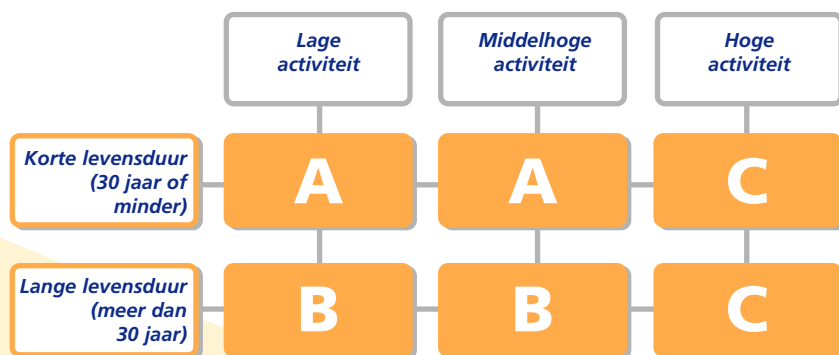 Lage
activiteit
Middelhoge
activiteit
Hoge
activiteit
Korte levensduur
(30 jaar of
minder)
A
A
C
Lange levensduur
(meer dan
30 jaar)
B
B
C